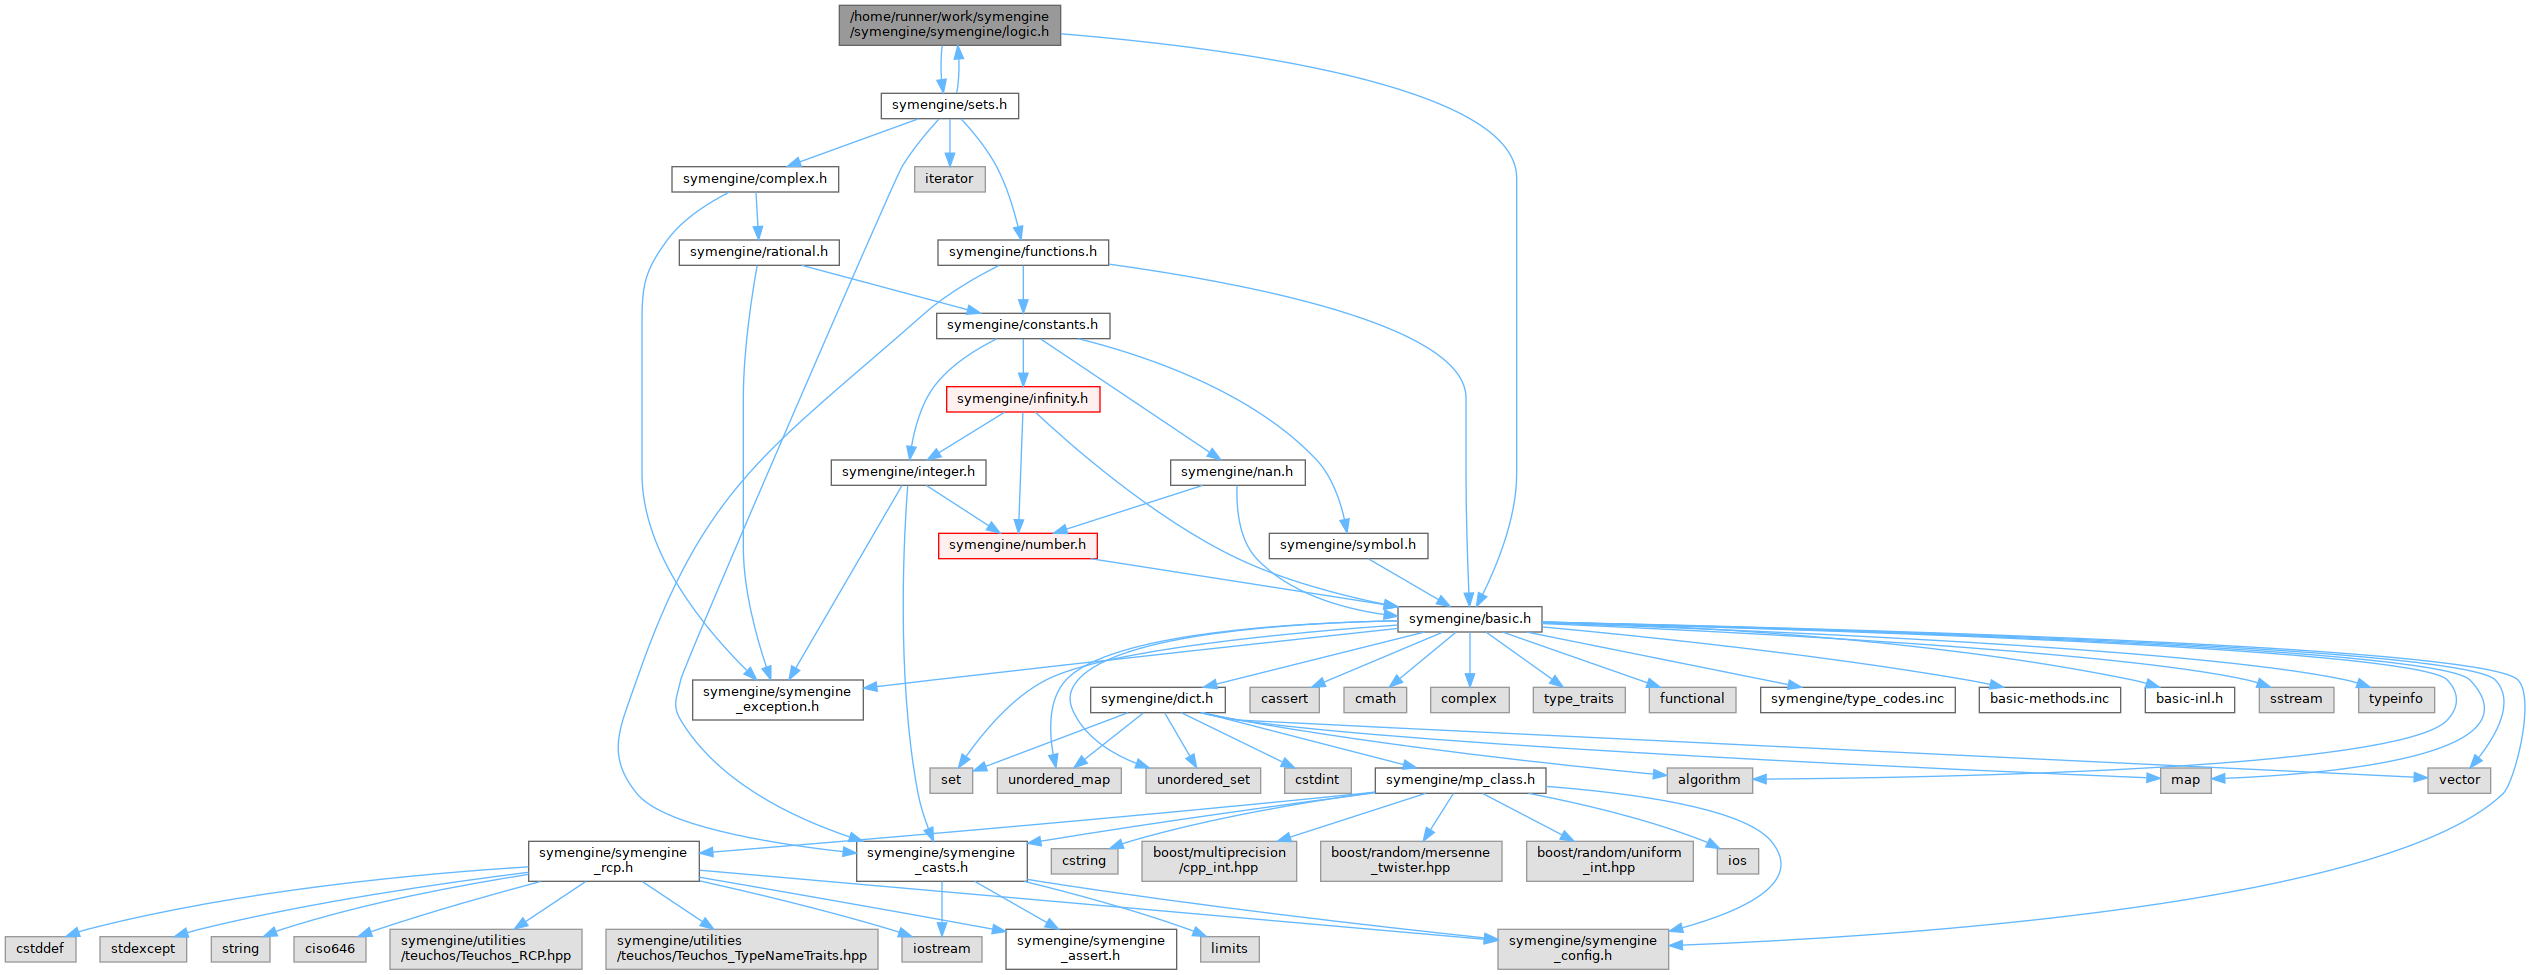 /home/runner/work/symengine
/symengine/symengine/logic.h
symengine/sets.h
symengine/complex.h
iterator
symengine/rational.h
symengine/functions.h
symengine/constants.h
symengine/infinity.h
symengine/integer.h
symengine/nan.h
symengine/number.h
symengine/symbol.h
symengine/basic.h
symengine/symengine
_exception.h
symengine/dict.h
cassert
cmath
complex
type_traits
functional
symengine/type_codes.inc
basic-methods.inc
basic-inl.h
sstream
typeinfo
set
unordered_map
unordered_set
cstdint
symengine/mp_class.h
algorithm
map
vector
symengine/symengine
_rcp.h
symengine/symengine
_casts.h
cstring
boost/multiprecision
/cpp_int.hpp
boost/random/mersenne
_twister.hpp
boost/random/uniform
_int.hpp
ios
cstddef
stdexcept
string
ciso646
symengine/utilities
/teuchos/Teuchos_RCP.hpp
symengine/utilities
/teuchos/Teuchos_TypeNameTraits.hpp
iostream
symengine/symengine
_assert.h
limits
symengine/symengine
_config.h